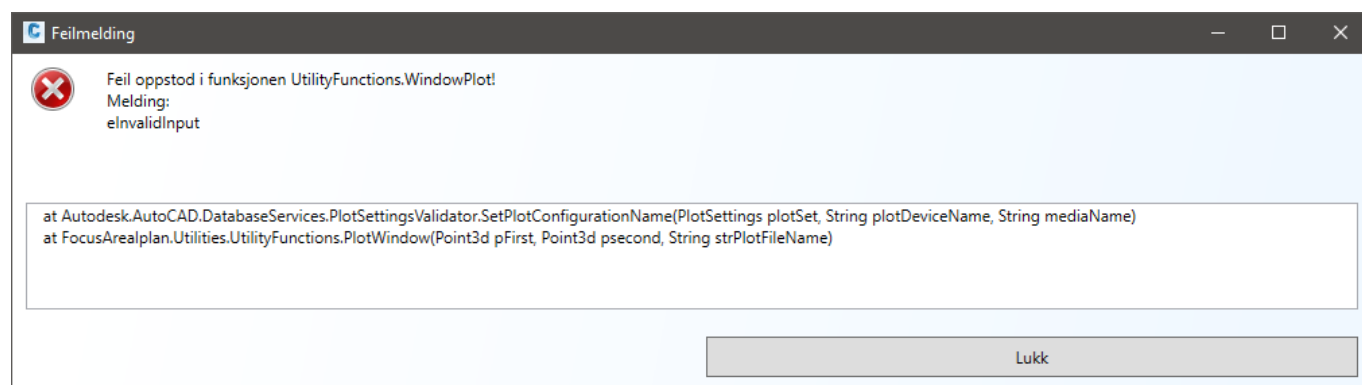 Feilmelding
Feil oppstod i funksjonen UtilityFunctions.WindowPlot!
Melding:
eInvalidInput
at Autodesk.AutoCAD.DatabaseServices.PlotSettingsValidator.SetPlotConfigurationName(PlotSettings plotSet, String plotDeviceName, String mediaName)
at FocusArealplan.Utilities.UtilityFunctions.PlotWindow(Point3d pFirst, Point3d psecond, String strPlotFileName)
Lukk